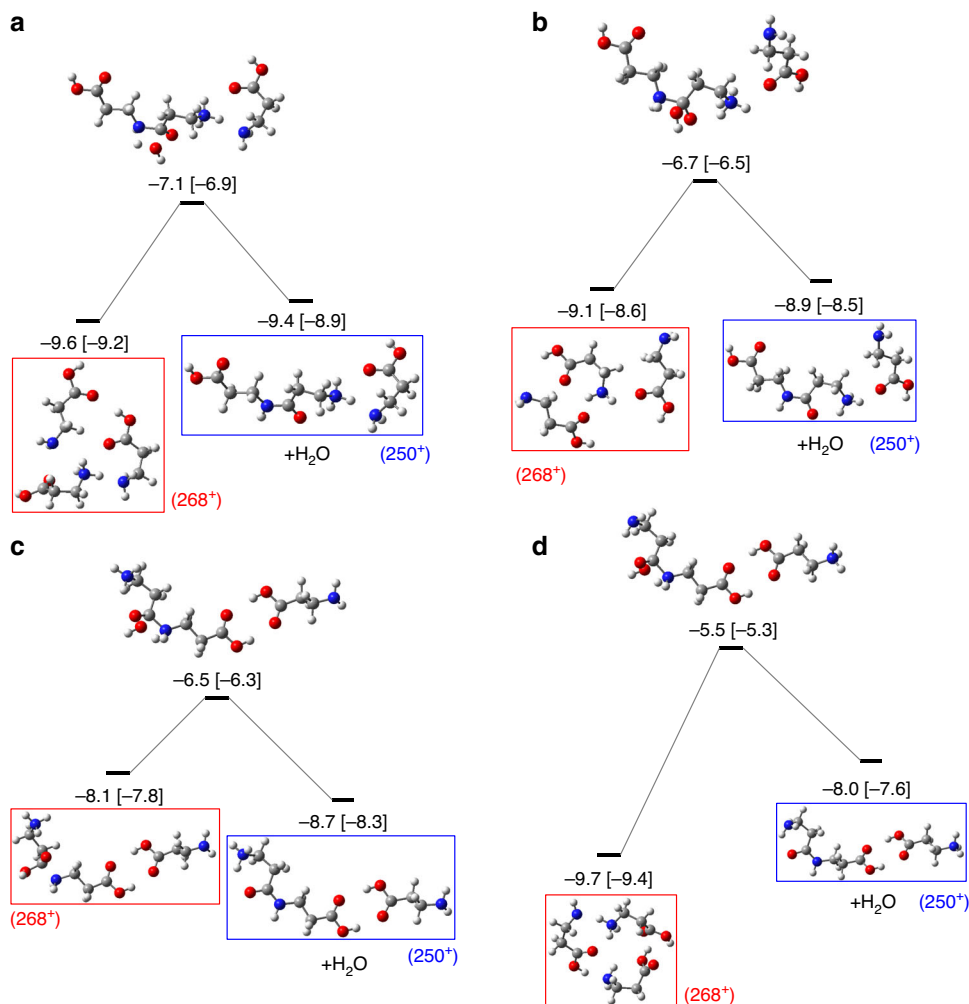 a
–7.1 [–6.9]
–9.6 [–9.2]
–9.4 [–8.9]
+H₂O
(250⁺)
(268⁺)
b
–6.7 [–6.5]
–9.1 [–8.6]
–8.9 [–8.5]
+H₂O
(250⁺)
(268⁺)
c
–6.5 [–6.3]
–8.1 [–7.8]
–8.7 [–8.3]
(268⁺)
+H₂O
(250⁺)
d
–5.5 [–5.3]
–8.0 [–7.6]
–9.7 [–9.4]
+H₂O
(250⁺)
(268⁺)